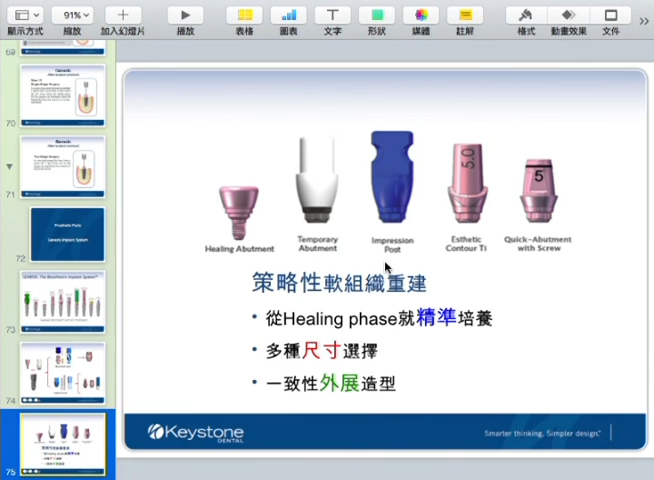 顯示方式
91%
縮放
加入幻燈片
播放
表格
圖表
文字
形狀
媒體
註解
格式
動畫效果
文件
69
70
71
72
Prosthetic Parts
Genesis Implant System
73
74
75
5.0
5
Healing Abutment
Temporary
Abutment
Impression
Post
Esthetic
Contour Ti
Quick-Abutment
with Screw
策略性軟組織重建
• 從Healing phase就精準培養
• 多種尺寸選擇
• 一致性外展造型
Keystone
DENTAL
Smarter thinking. Simpler design.™